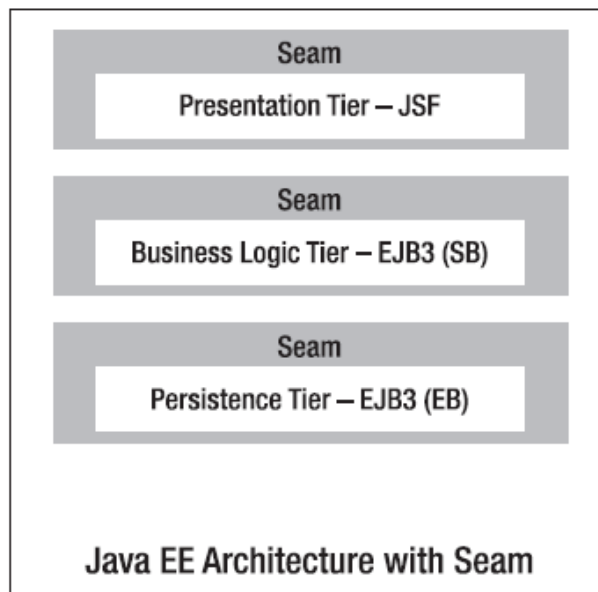 Seam
Presentation Tier – JSF
Seam
Business Logic Tier – EJB3 (SB)
Seam
Persistence Tier – EJB3 (EB)
Java EE Architecture with Seam